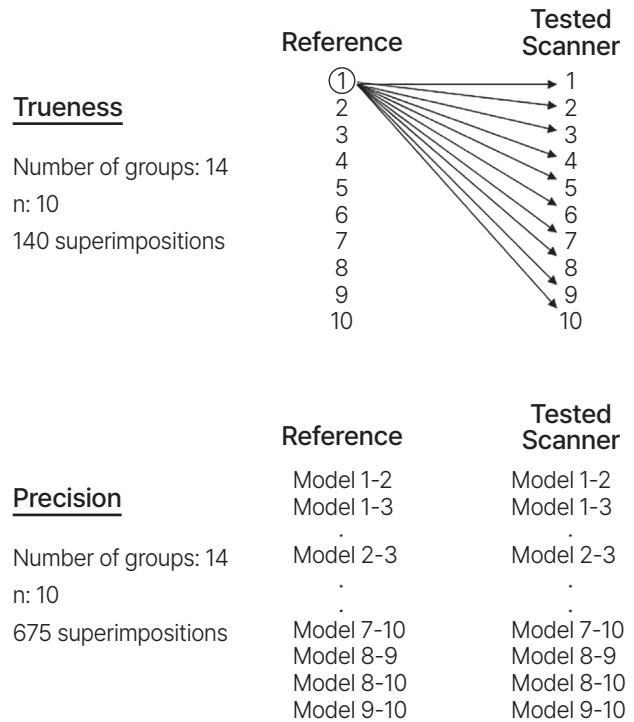 Reference
Tested
Scanner
Trueness
Number of groups: 14
n: 10
140 superimpositions
1 1
2 2
3 3
4 4
5 5
6 6
7 7
8 8
9 9
10 10
Reference
Tested
Scanner
Precision
Number of groups: 14
n: 10
675 superimpositions
Model 1-2 Model 1-2
Model 1-3 Model 1-3
. .
Model 2-3 Model 2-3
. .
. .
Model 7-10 Model 7-10
Model 8-9 Model 8-9
Model 8-10 Model 8-10
Model 9-10 Model 9-10